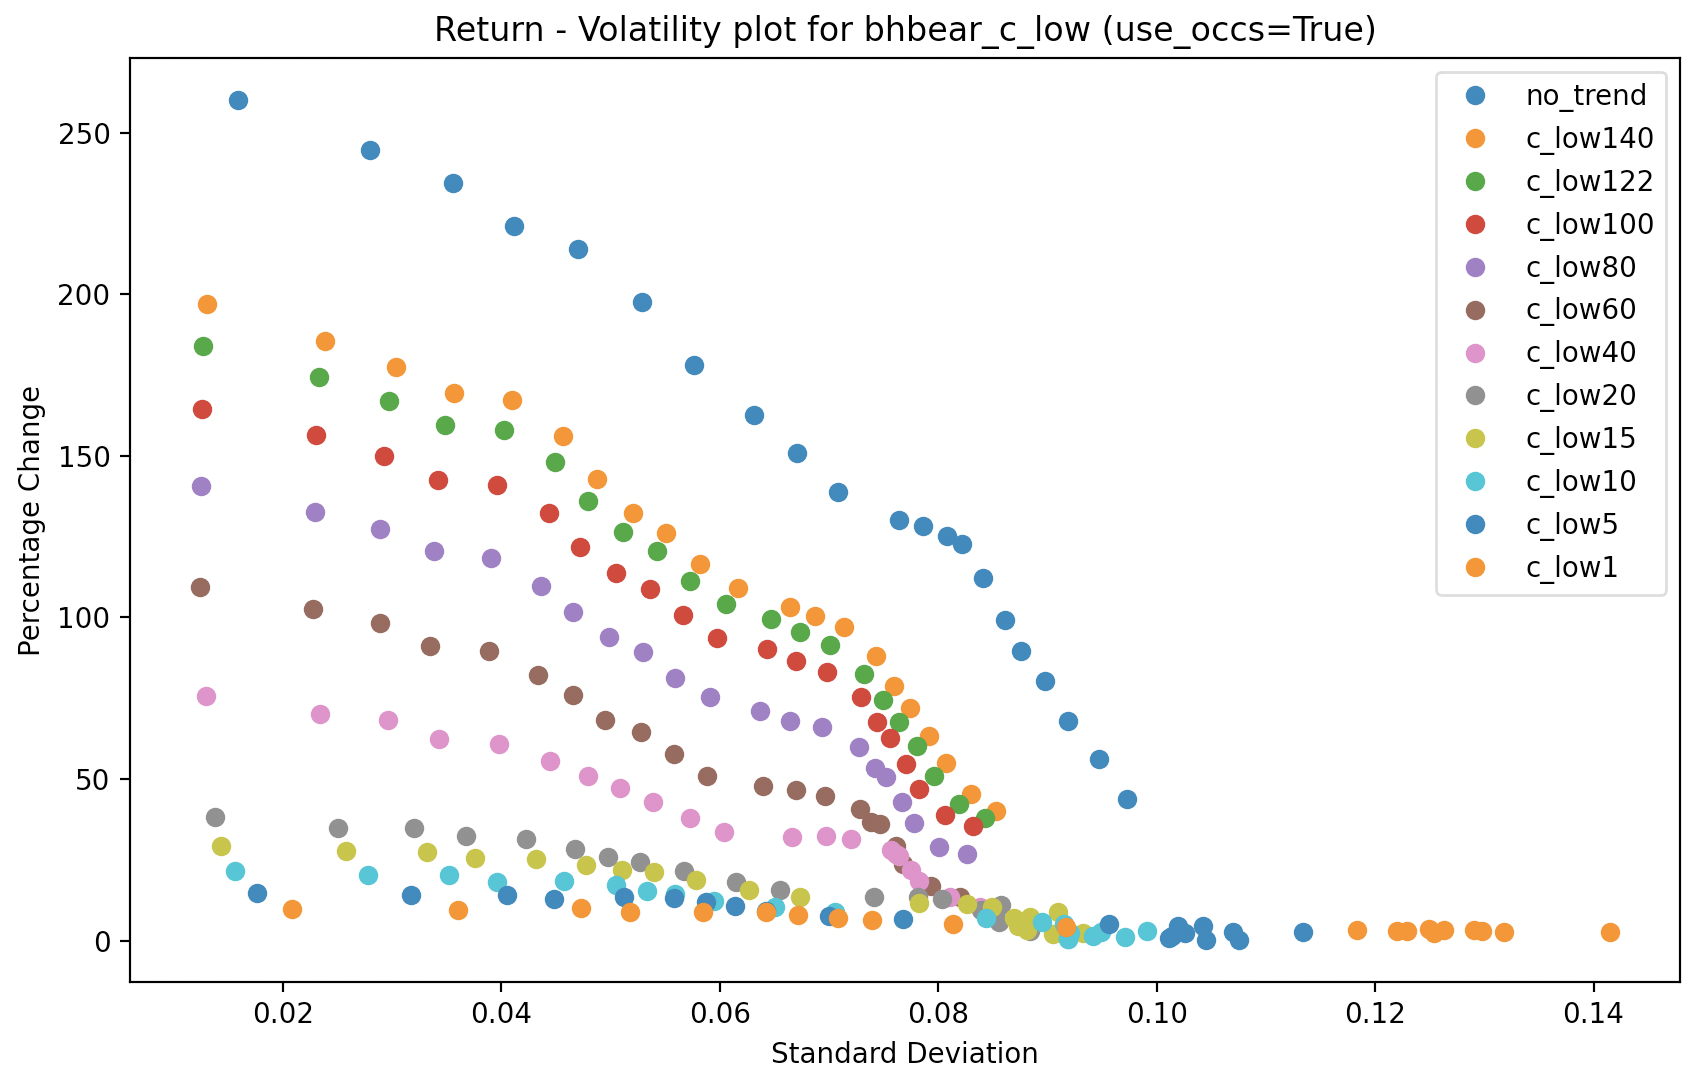 Return - Volatility plot for bhbear_c_low (use_occs=True)
250
200
150
100
50
0
Percentage Change
no_trend
c_low140
c_low122
c_low100
c_low80
c_low60
c_low40
c_low20
c_low15
c_low10
c_low5
c_low1
0.02 0.04 0.06 0.08 0.10 0.12 0.14
Standard Deviation